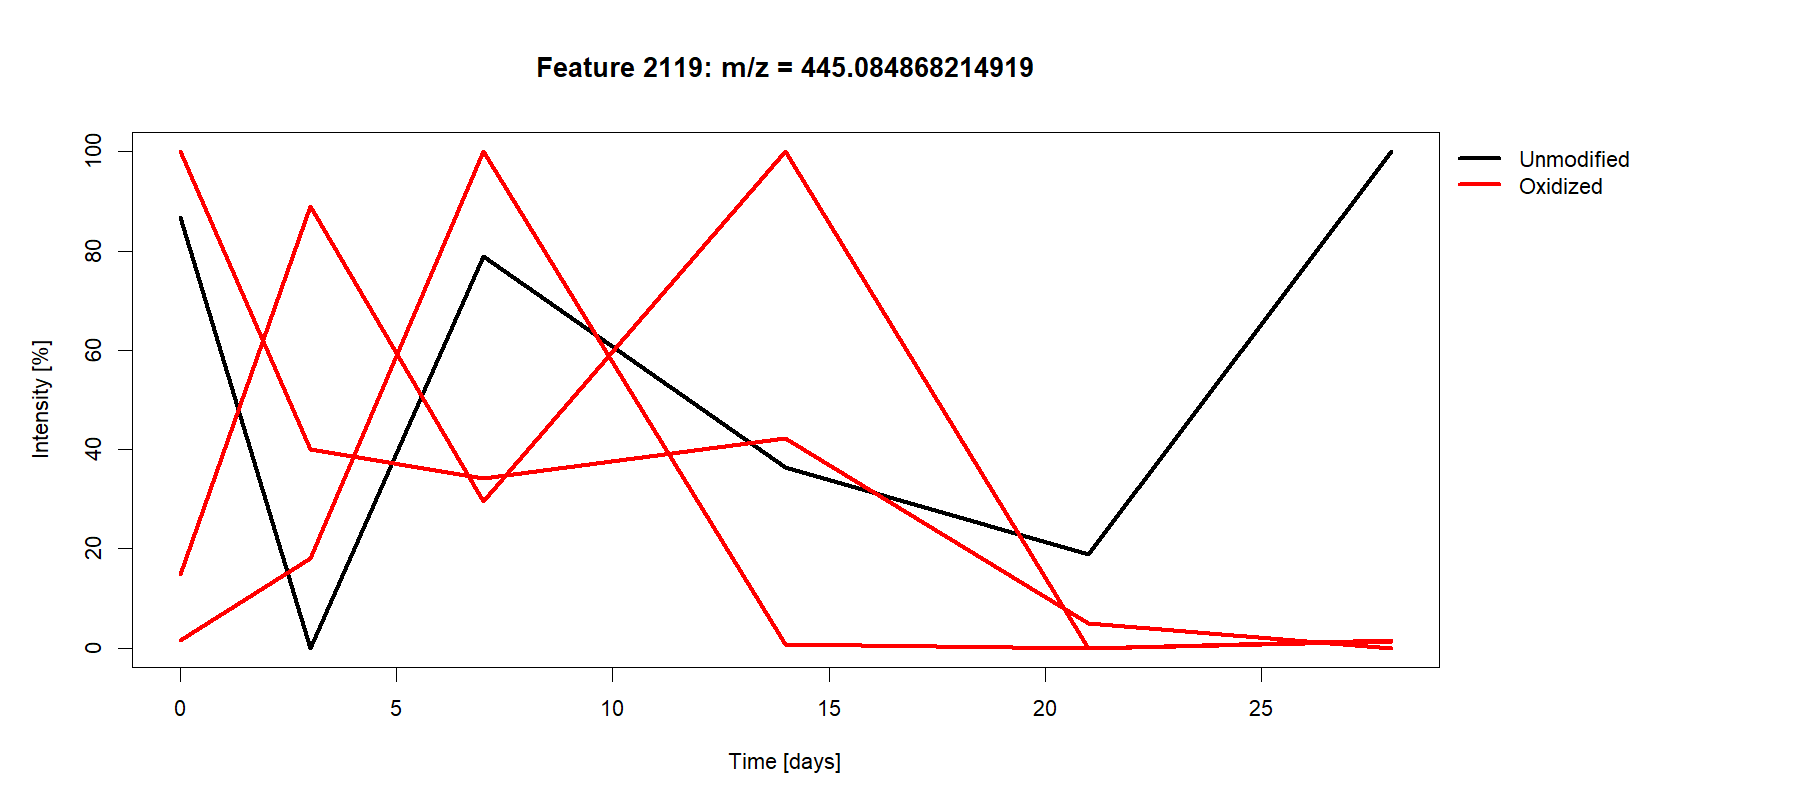 Feature 2119: m/z = 445.084868214919
Unmodified
Oxidized
Intensity [%]
100
80
60
40
20
0
0 5 10 15 20 25
Time [days]